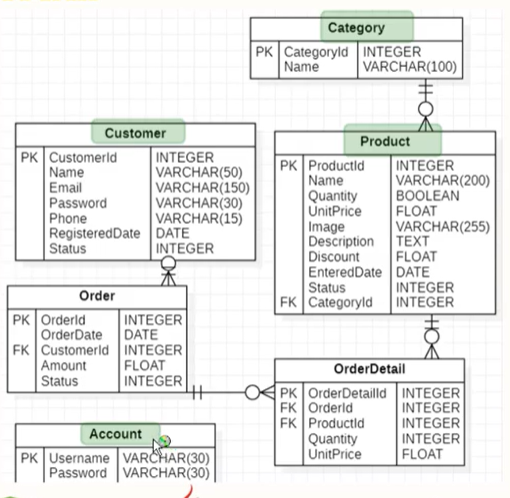 Category
PK CategoryId INTEGER
Name VARCHAR(100)
Customer
PK CustomerId INTEGER
Name VARCHAR(50)
Email VARCHAR(150)
Password VARCHAR(30)
Phone VARCHAR(15)
RegisteredDate DATE
Status INTEGER
Product
PK ProductId INTEGER
Name VARCHAR(200)
Quantity BOOLEAN
UnitPrice FLOAT
Image VARCHAR(255)
Description TEXT
Discount FLOAT
EnteredDate DATE
Status INTEGER
FK CategoryId INTEGER
Order
PK OrderId INTEGER
OrderDate DATE
FK CustomerId INTEGER
Amount FLOAT
Status INTEGER
OrderDetail
PK OrderDetailId INTEGER
FK OrderId INTEGER
FK ProductId INTEGER
Quantity INTEGER
UnitPrice FLOAT
Account
PK Username VARCHAR(30)
Password VARCHAR(30)